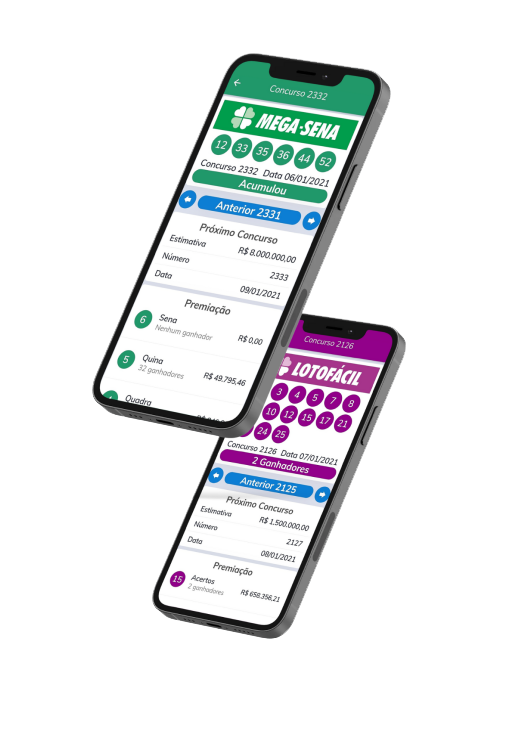 Concurso 2332
MEGA-SENA
12 33 35 36 44 52
Concurso 2332 Data 06/01/2021
Acumulou
Anterior 2331
Próximo Concurso
Estimativa R$ 8.000.000,00
Número 2333
Data 09/01/2021
Premiação
6 Sena
Nenhum ganhador R$ 0,00
5 Quina
32 ganhadores R$ 49.795,46
Quadra
Concurso 2126
LOTOFÁCIL
3 4 5 7 8
10 12 15 17 21
24 25
Concurso 2126 Data 07/01/2021
2 Ganhadores
Anterior 2125
Próximo Concurso
Estimativa R$ 1.500.000,00
Número 2127
Data 08/01/2021
Premiação
15 Acertos
2 ganhadores R$ 658.358,21